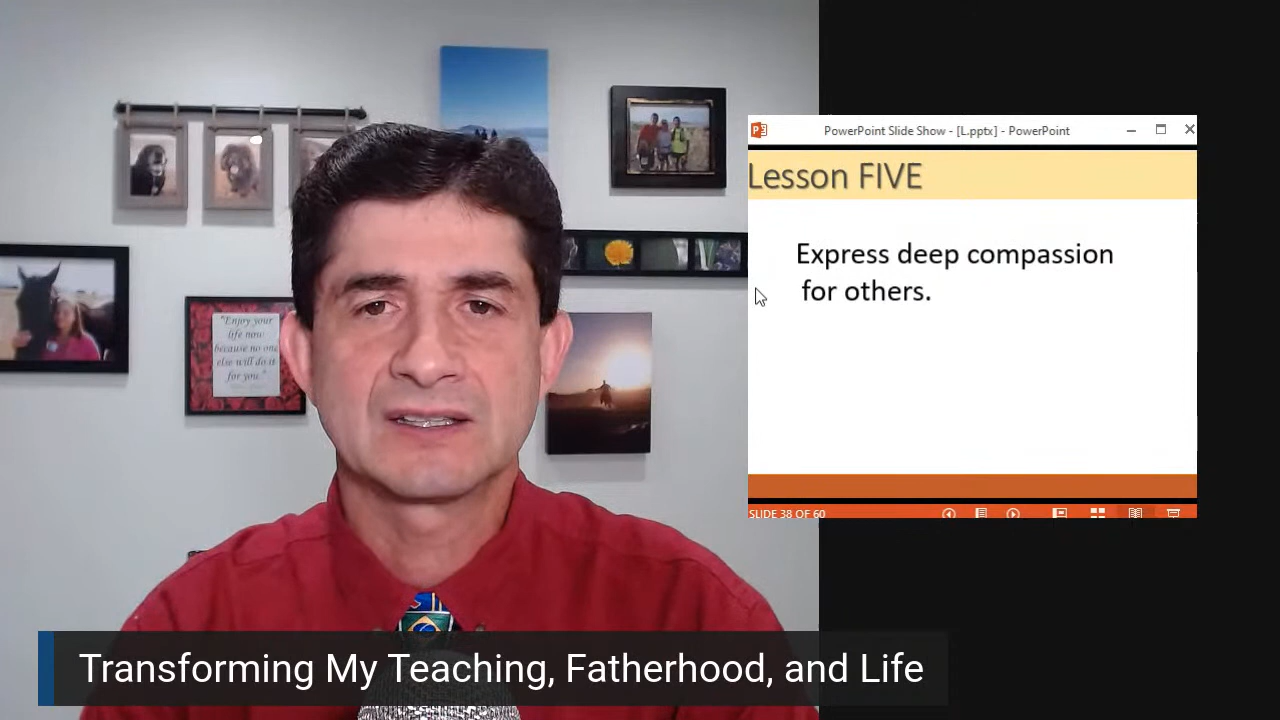 "Enjoy your
life now
because no one
else will do it
for you."
PowerPoint Slide Show - [L.pptx] - PowerPoint
Lesson FIVE
Express deep compassion
for others.
SLIDE 38 OF 60
Transforming My Teaching, Fatherhood, and Life